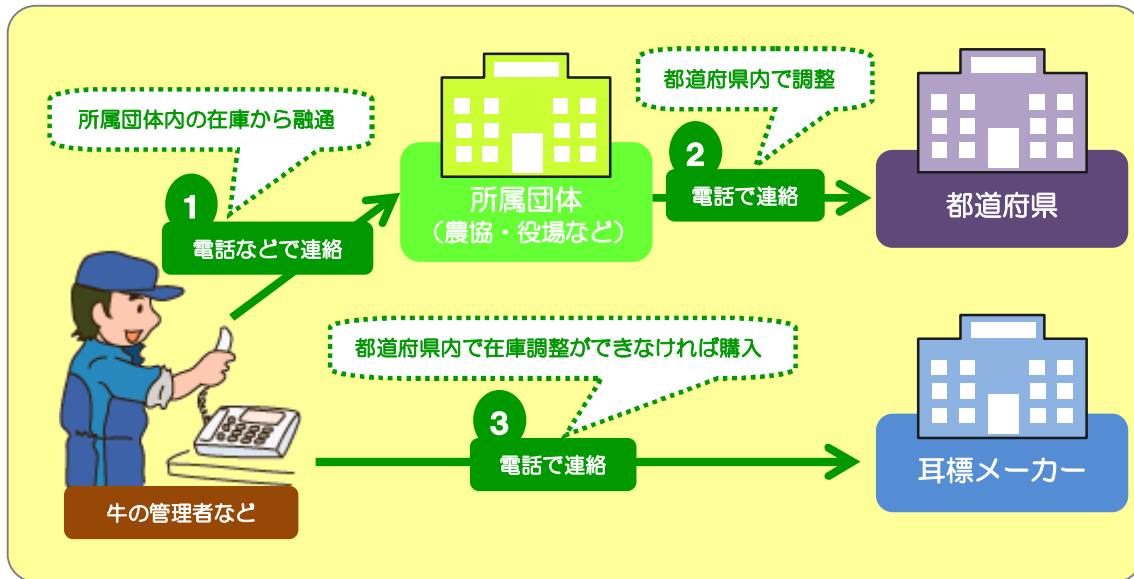 所属団体内の在庫から融通
1
電話などで連絡
所属団体
（農協・役場など）
都道府県内で調整
2
電話で連絡
都道府県
都道府県内で在庫調整ができなければ購入
3
電話で連絡
耳標メーカー
牛の管理者など